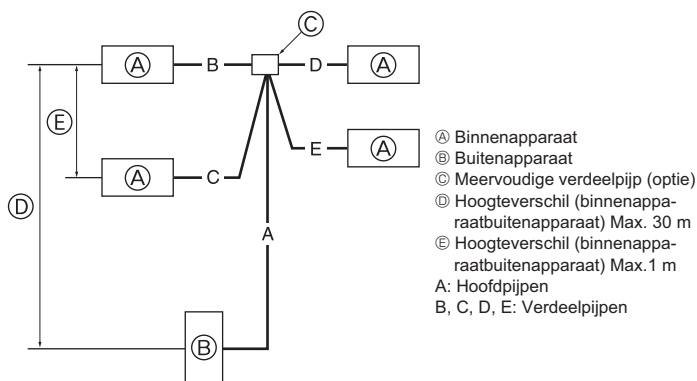 Ⓒ
Ⓐ B D Ⓐ
Ⓔ
E Ⓐ
Ⓐ C
Ⓓ
A
Ⓑ
Ⓐ Binnenapparaat
Ⓑ Buitenapparaat
Ⓒ Meervoudige verdeelpijp (optie)
Ⓓ Hoogteverschil (binnenappa-
raatbuitenapparaat) Max. 30 m
Ⓔ Hoogteverschil (binnenappa-
raatbuitenapparaat) Max.1 m
A: Hoofdpijpen
B, C, D, E: Verdeelpijpen